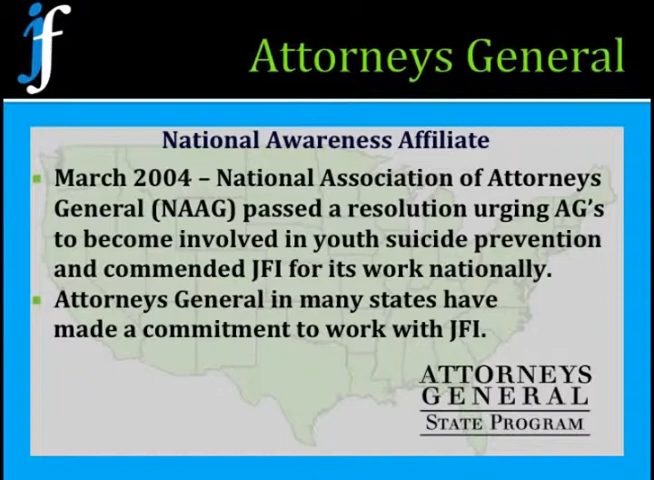 jf
Attorneys General
National Awareness Affiliate
March 2004 – National Association of Attorneys
General (NAAG) passed a resolution urging AG's
to become involved in youth suicide prevention
and commended JFI for its work nationally.
Attorneys General in many states have
made a commitment to work with JFI.
ATTORNEYS
GENERAL
STATE PROGRAM